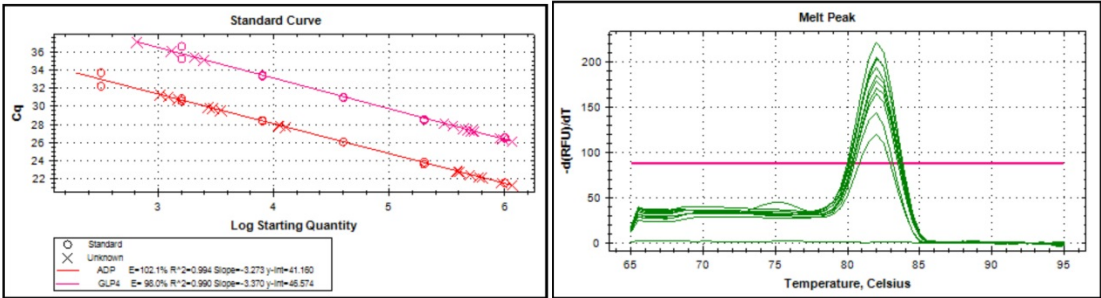 Standard Curve
Cq
36
34
32
30
28
26
24
22
3
4
5
6
Log Starting Quantity
Standard
Unknown
ADP E=102.1% R^2=0.994 Slope=-3.273 y-int=41.160
GLP4 E= 98.0% R^2=0.990 Slope=-3.370 y-int=46.574
Melt Peak
-d(RFU)/dT
200
150
100
50
0
65
70
75
80
85
90
95
Temperature, Celsius